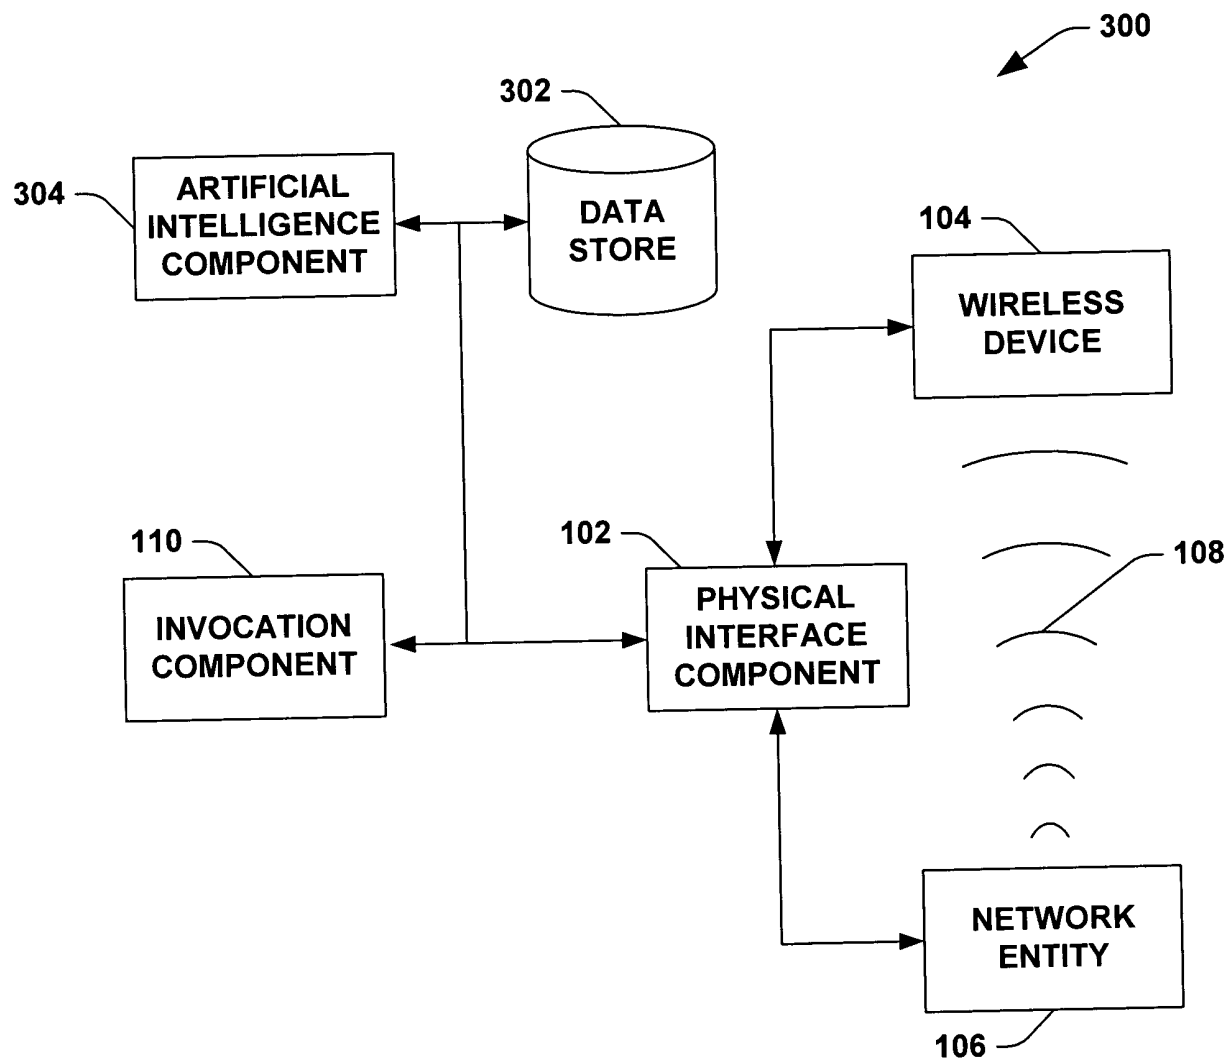 300
302
304
ARTIFICIAL
INTELLIGENCE
COMPONENT
DATA
STORE
104
WIRELESS
DEVICE
110
INVOCATION
COMPONENT
102
PHYSICAL
INTERFACE
COMPONENT
108
NETWORK
ENTITY
106